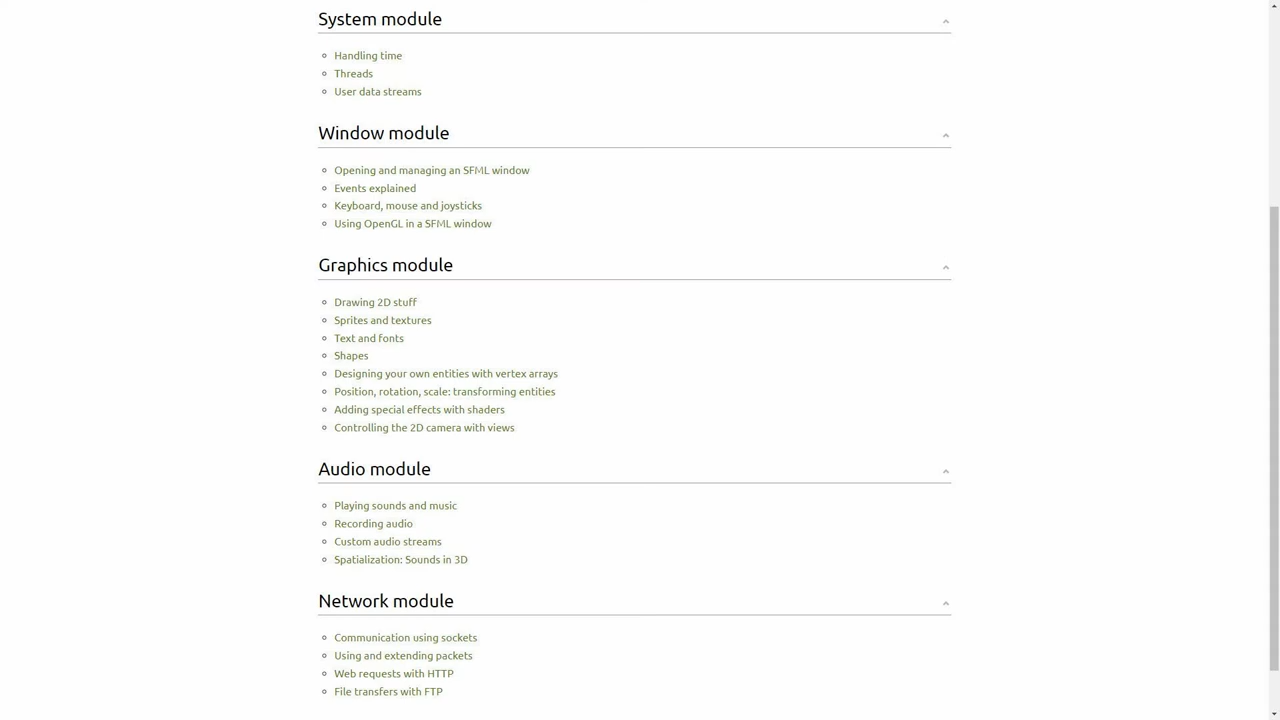 System module
Handling time
Threads
User data streams
Window module
Opening and managing an SFML window
Events explained
Keyboard, mouse and joysticks
Using OpenGL in a SFML window
Graphics module
Drawing 2D stuff
Sprites and textures
Text and fonts
Shapes
Designing your own entities with vertex arrays
Position, rotation, scale: transforming entities
Adding special effects with shaders
Controlling the 2D camera with views
Audio module
Playing sounds and music
Recording audio
Custom audio streams
Spatialization: Sounds in 3D
Network module
Communication using sockets
Using and extending packets
Web requests with HTTP
File transfers with FTP